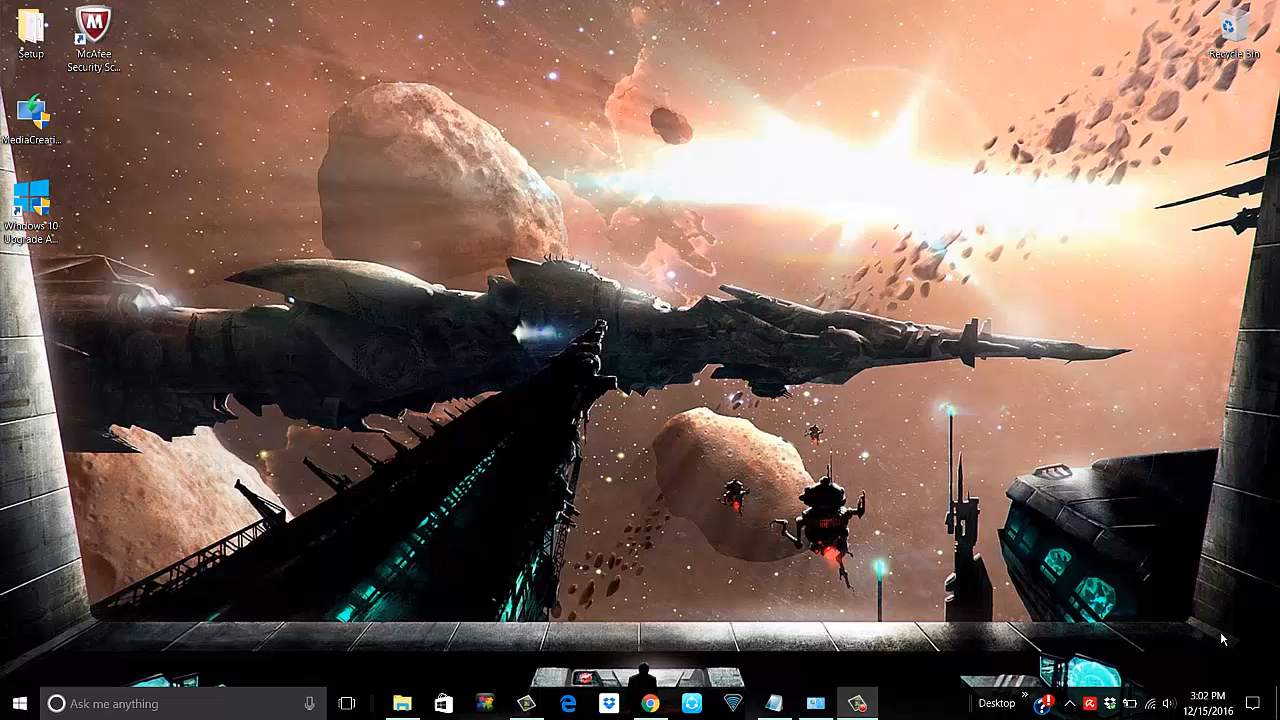 Setup
McAfee
Security Sc...
Recycle Bin
MediaCreati...
Windows 10
Upgrade A...
Ask me anything
Desktop
3:02 PM
12/15/2016